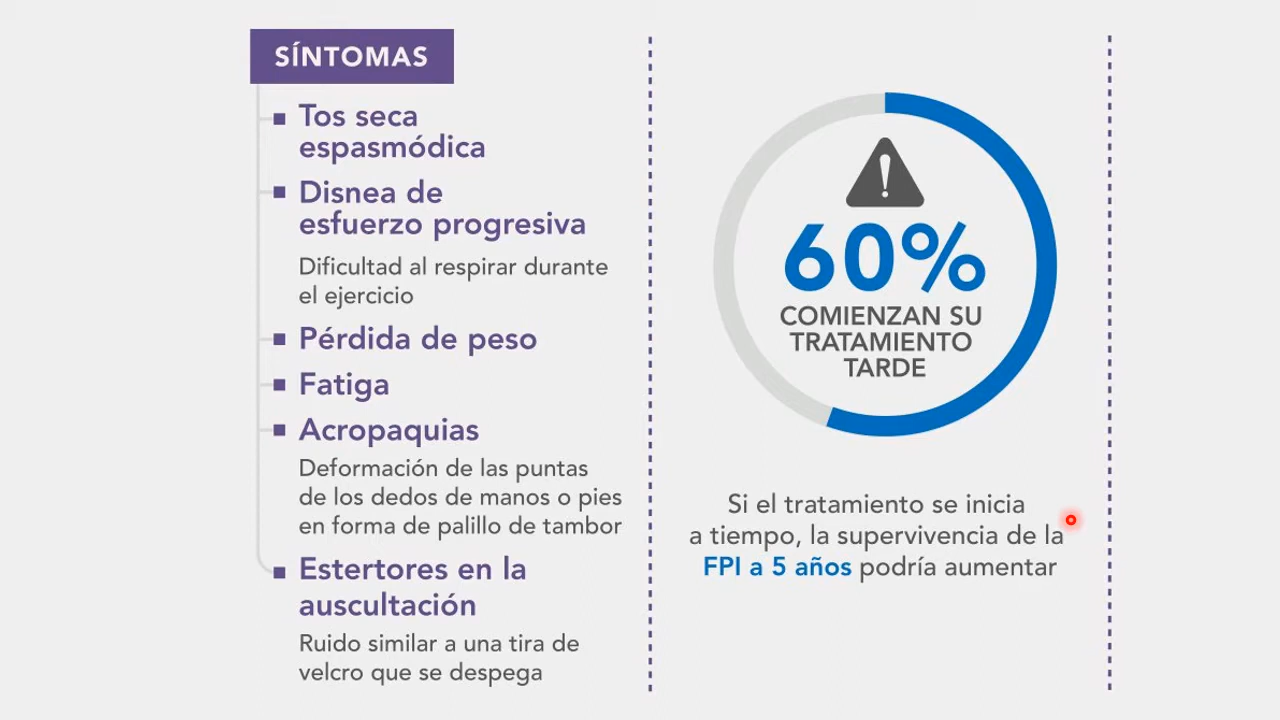 SÍNTOMAS
Tos seca
espasmódica
Disnea de
esfuerzo progresiva
Dificultad al respirar durante
el ejercicio
Pérdida de peso
Fatiga
Acropaquias
Deformación de las puntas
de los dedos de manos o pies
en forma de palillo de tambor
Estertores en la
auscultación
Ruido similar a una tira de
velcro que se despega
60%
COMIENZAN SU
TRATAMIENTO
TARDE
Si el tratamiento se inicia
a tiempo, la supervivencia de la
FPI a 5 años podría aumentar